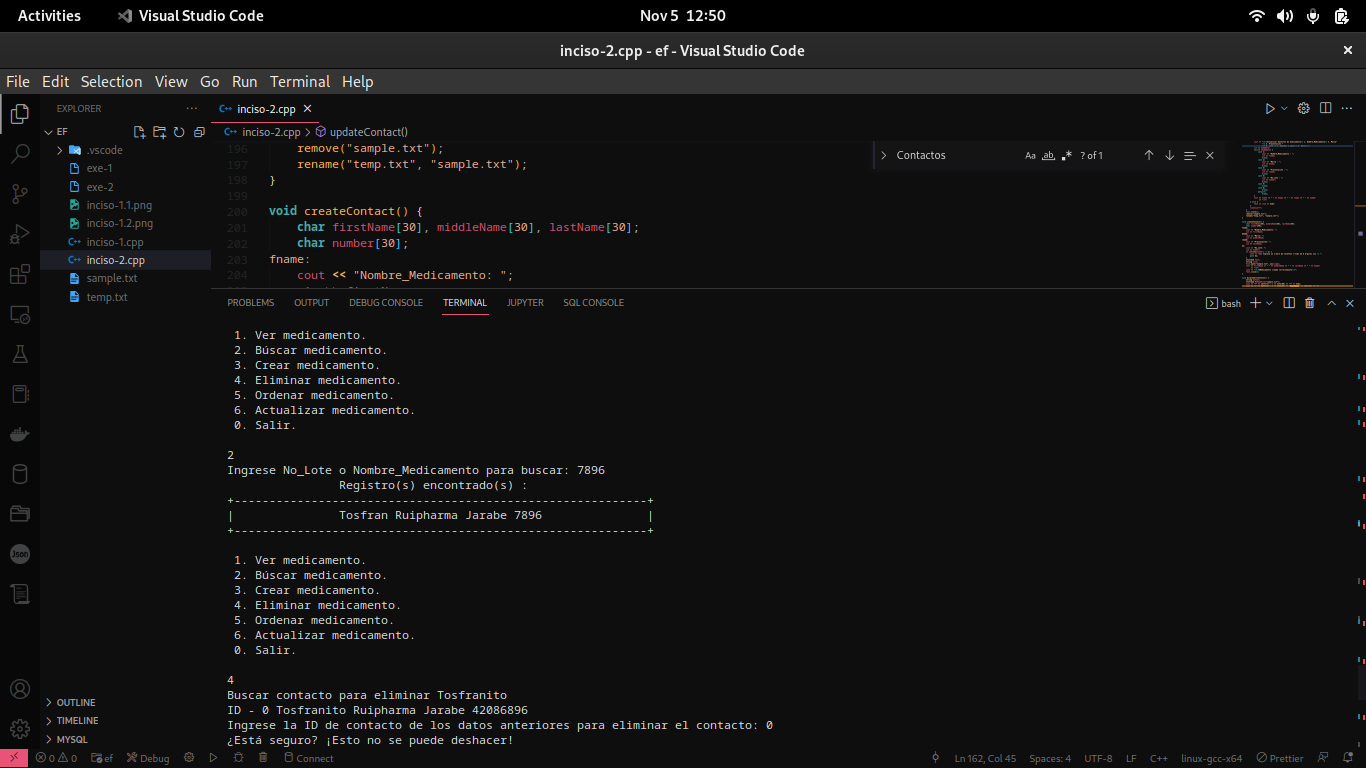 Activities Visual Studio Code Nov 5 12:50
inciso-2.cpp - ef - Visual Studio Code
File Edit Selection View Go Run Terminal Help
EXPLORER
EF
.vscode
exe-1
exe-2
inciso-1.1.png
inciso-1.2.png
inciso-1.cpp
inciso-2.cpp
sample.txt
temp.txt
OUTLINE
TIMELINE
MYSQL
inciso-2.cpp
inciso-2.cpp > updateContact()
196 remove("sample.txt");
197 rename("temp.txt", "sample.txt");
198 }
199
200 void createContact() {
201 char firstName[30], middleName[30], lastName[30];
202 char number[30];
203 fname:
204 cout << "Nombre_Medicamento: ";
Contactos Aa ab .* ? of 1
PROBLEMS OUTPUT DEBUG CONSOLE TERMINAL JUPYTER SQL CONSOLE bash
1. Ver medicamento.
2. Búscar medicamento.
3. Crear medicamento.
4. Eliminar medicamento.
5. Ordenar medicamento.
6. Actualizar medicamento.
0. Salir.
2
Ingrese No_Lote o Nombre_Medicamento para buscar: 7896
Registro(s) encontrado(s) :
+-----------------------------------------------------------+
| Tosfran Ruipharma Jarabe 7896 |
+-----------------------------------------------------------+
1. Ver medicamento.
2. Búscar medicamento.
3. Crear medicamento.
4. Eliminar medicamento.
5. Ordenar medicamento.
6. Actualizar medicamento.
0. Salir.
4
Buscar contacto para eliminar Tosfranito
ID - 0 Tosfranito Ruipharma Jarabe 42086896
Ingrese la ID de contacto de los datos anteriores para eliminar el contacto: 0
¿Está seguro? ¡Esto no se puede deshacer!
Json
0 0 ef Debug Connect Ln 162, Col 45 Spaces: 4 UTF-8 LF C++ linux-gcc-x64 Prettier